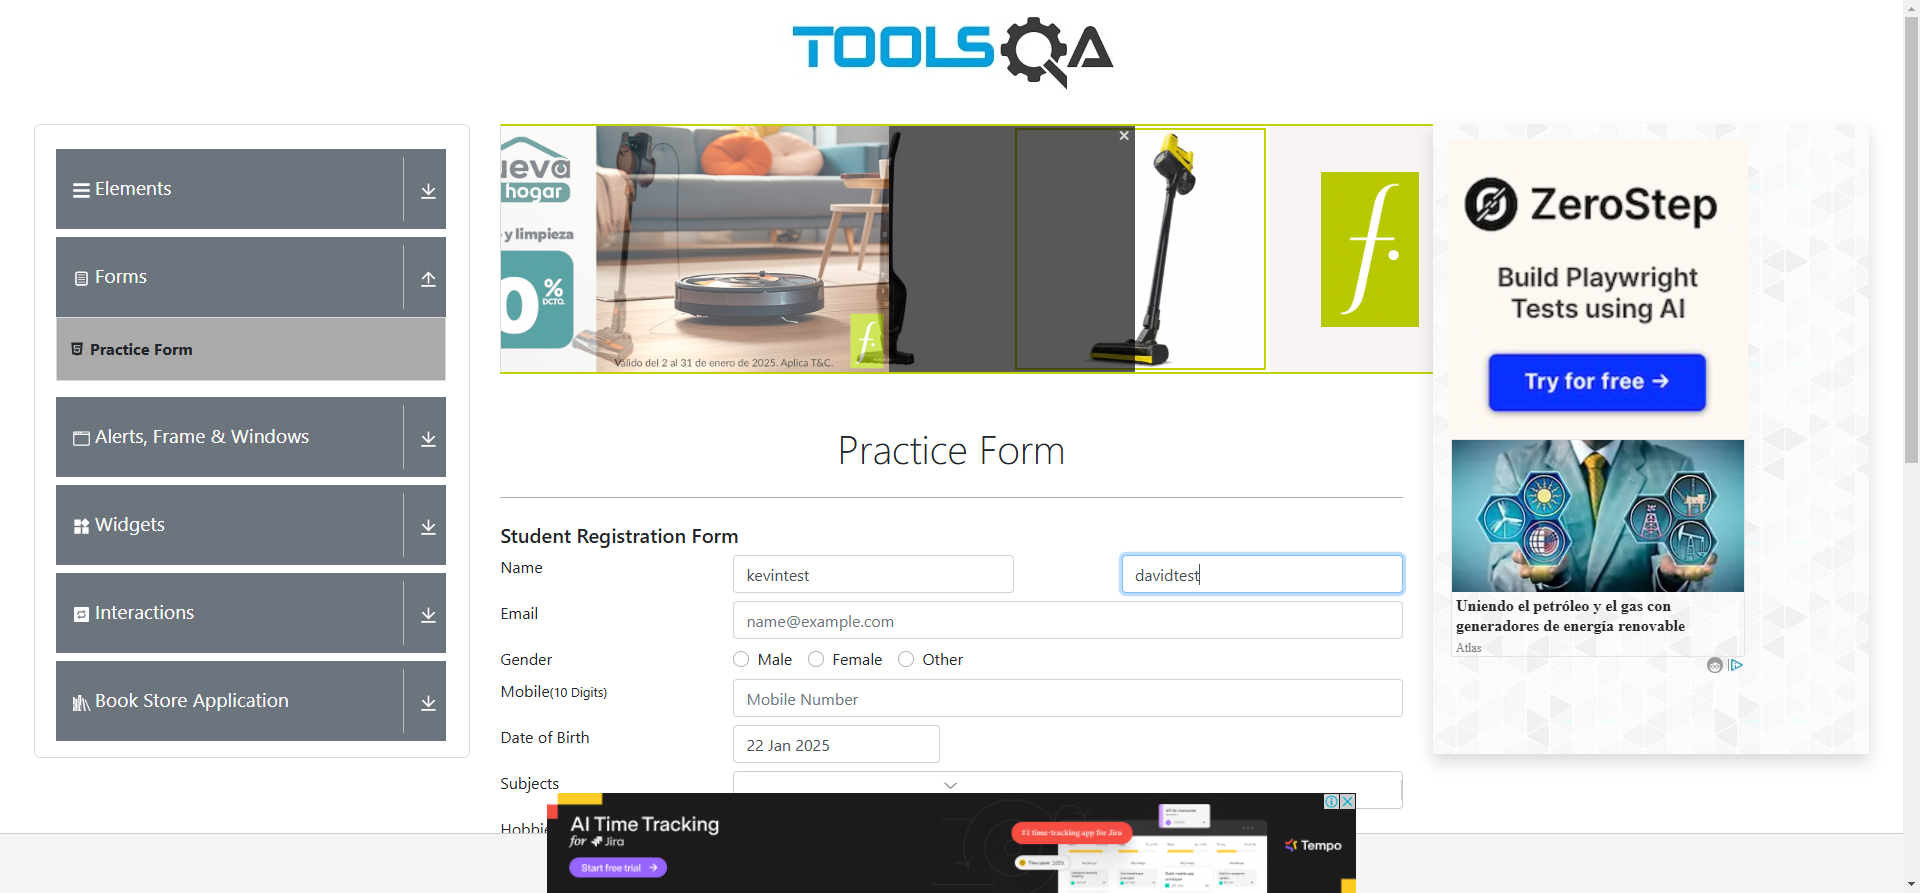 TOOLSQA
Elements
Forms
Practice Form
Alerts, Frame & Windows
Widgets
Interactions
Book Store Application
ueva
hogar
y limpieza
0%
DCTO.
Válido del 2 al 31 de enero de 2025. Aplica T&C.
f.
ZeroStep
Build Playwright
Tests using AI
Try for free →
Uniendo el petróleo y el gas con
generadores de energía renovable
Atlas
Practice Form
Student Registration Form
Name
kevintest
davidtest
Email
name@example.com
Gender
Male
Female
Other
Mobile(10 Digits)
Mobile Number
Date of Birth
22 Jan 2025
Subjects
Hobbie
AI Time Tracking
for Jira
Start free trial →
#1 time-tracking app for Jira
Tempo